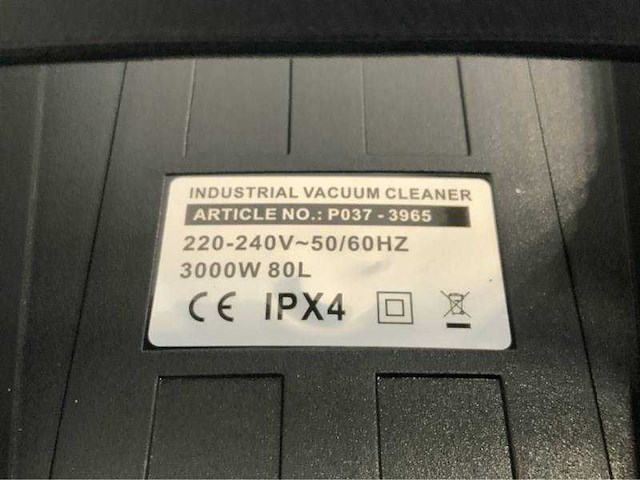 INDUSTRIAL VACUUM CLEANER
ARTICLE NO.: P037 - 3965
220-240V~50/60HZ
3000W 80L
CE IPX4